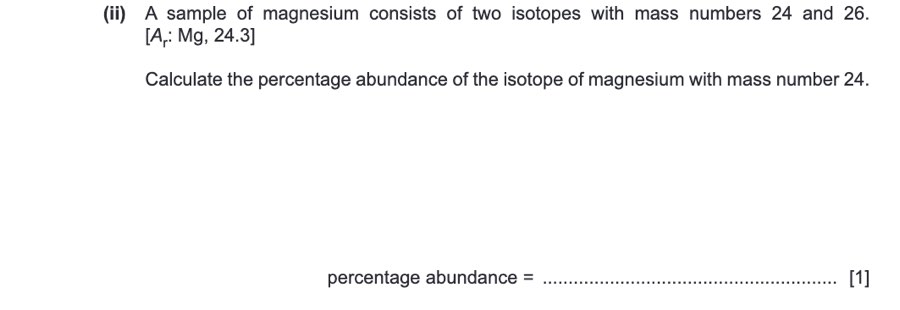 (ii) A sample of magnesium consists of two isotopes with mass numbers 24 and 26.
[Ar: Mg, 24.3]
Calculate the percentage abundance of the isotope of magnesium with mass number 24.
percentage abundance = .......................................................... [1]